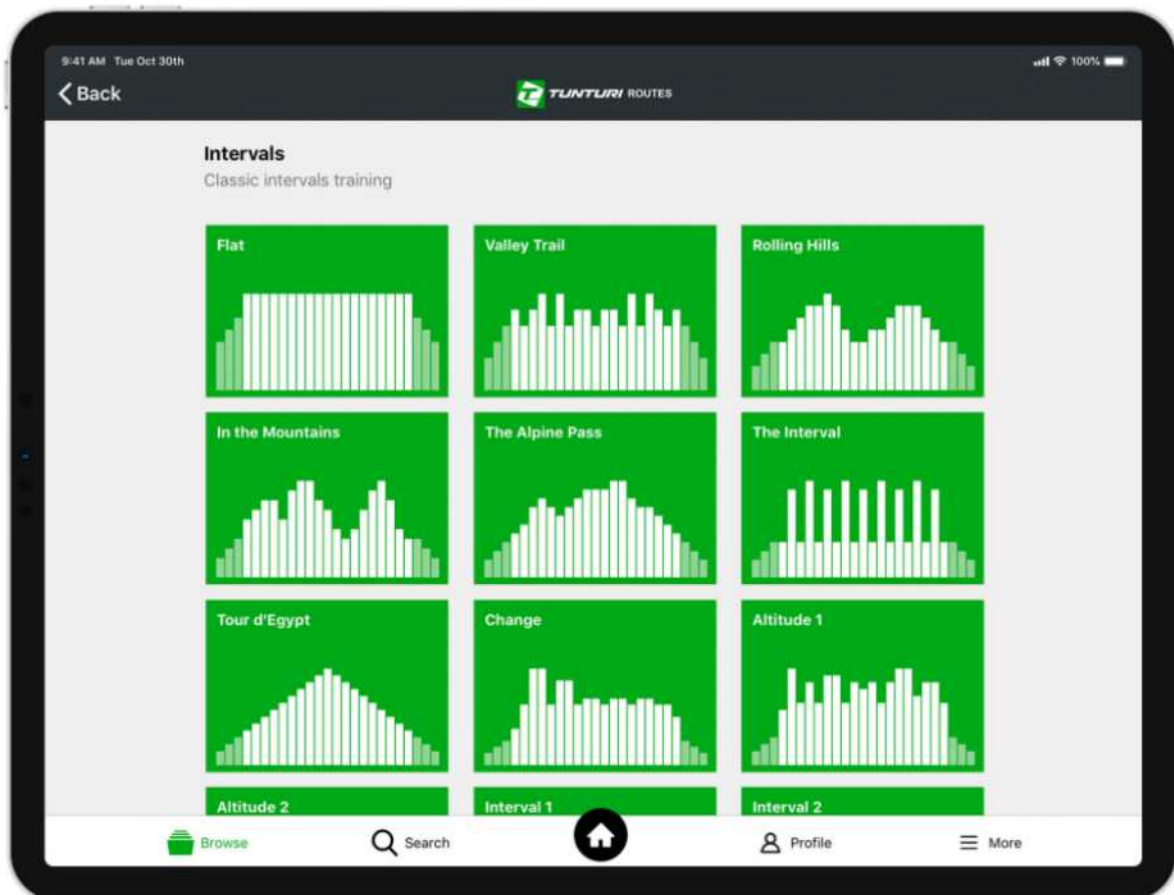 9:41 AM Tue Oct 30th
100%
Back
TUNTURI ROUTES
Intervals
Classic intervals training
Flat
Valley Trail
Rolling Hills
In the Mountains
The Alpine Pass
The Interval
Tour d'Egypt
Change
Altitude 1
Altitude 2
Interval 1
Interval 2
Browse
Search
Profile
More